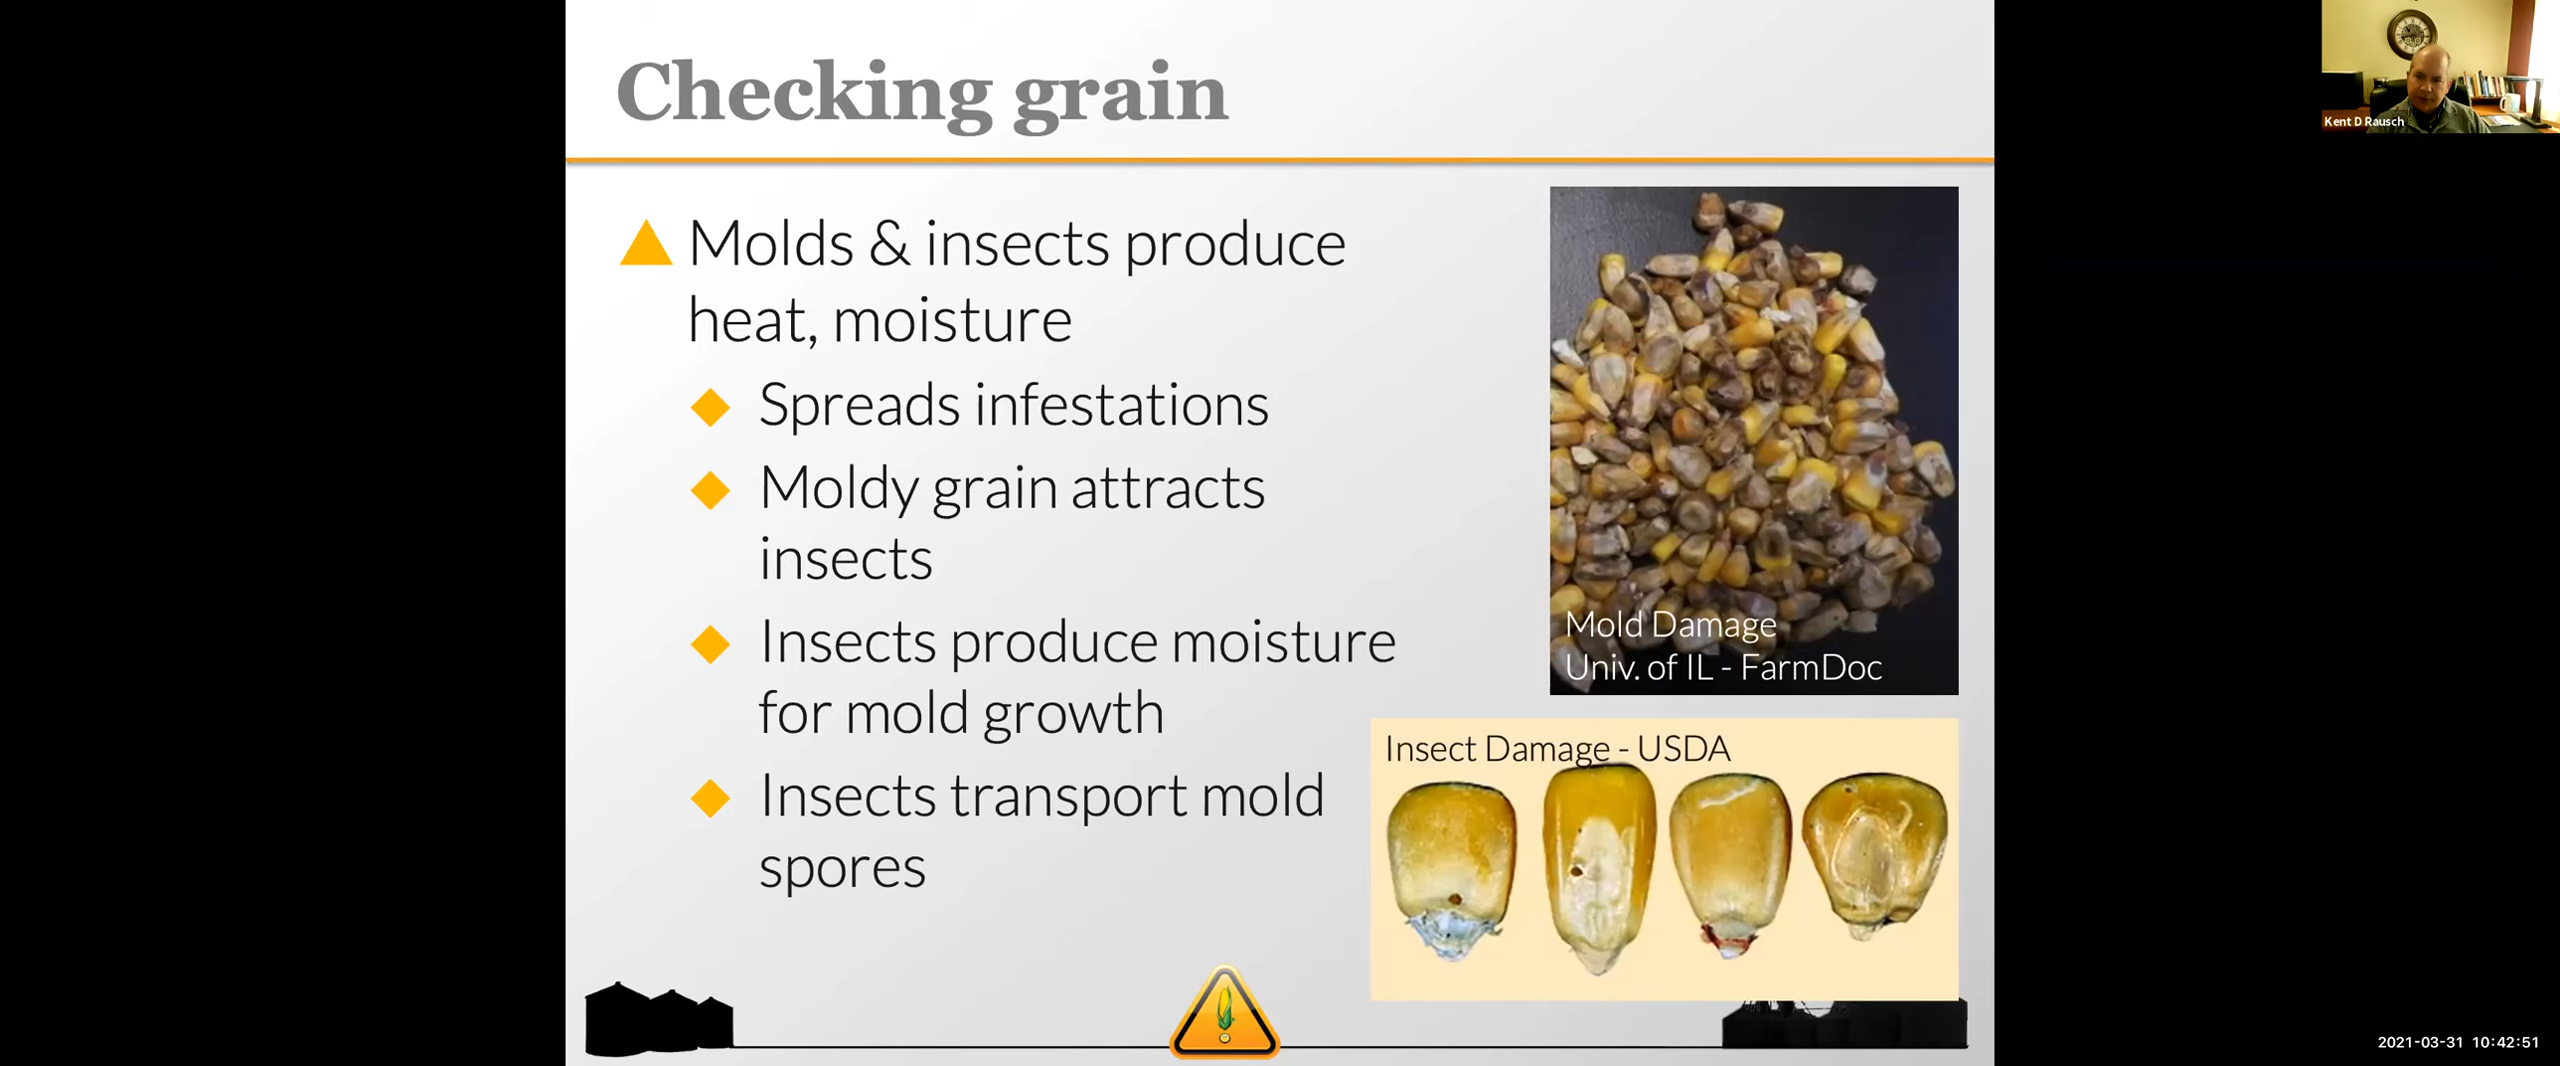 Checking grain
Molds & insects produce
heat, moisture
Spreads infestations
Moldy grain attracts
insects
Insects produce moisture
for mold growth
Insects transport mold
spores
Mold Damage
Univ. of IL - FarmDoc
Insect Damage - USDA
Kent D Rausch
2021-03-31 10:42:51